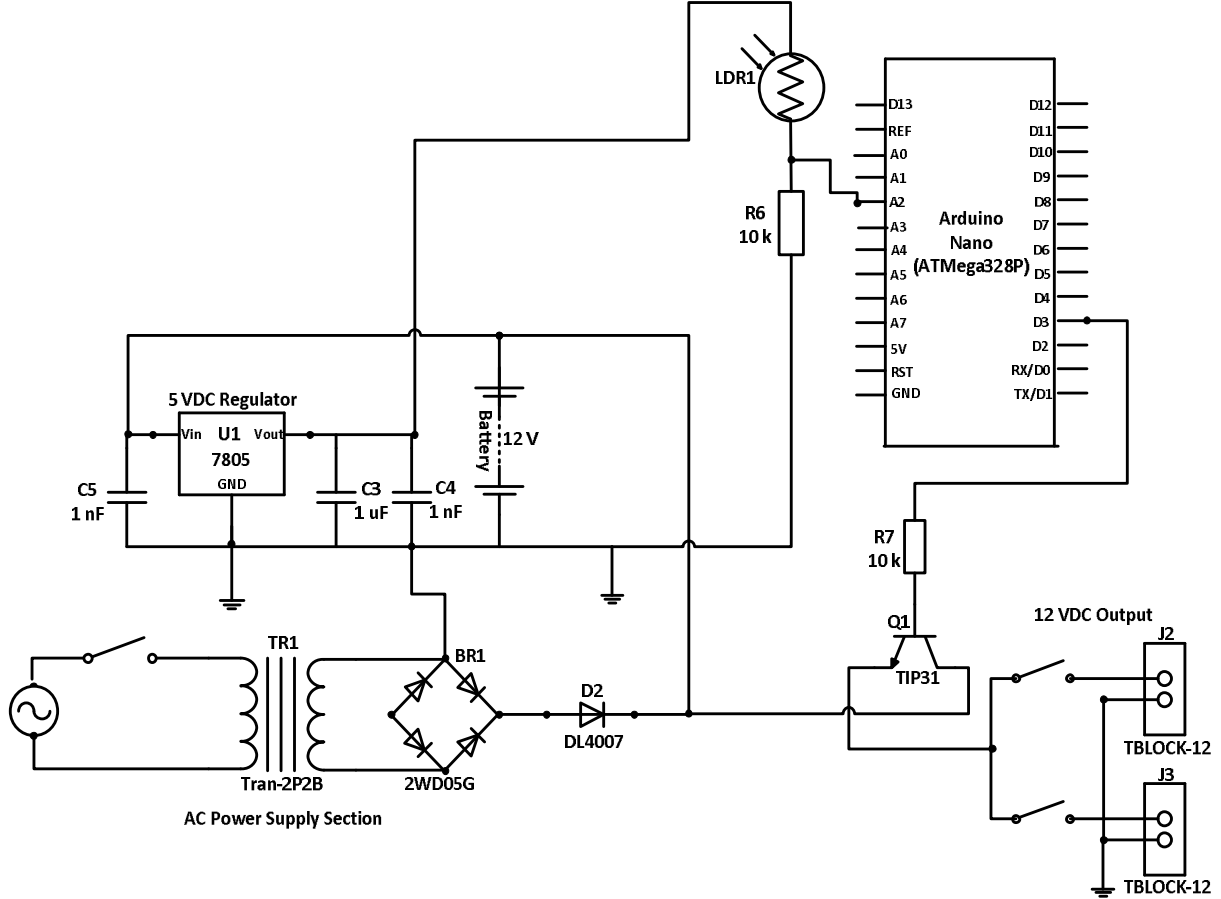 LDR1
D13
REF
A0
A1
A2
A3
A4
A5
A6
A7
5V
RST
GND
Arduino
Nano
(ATMega328P)
D12
D11
D10
D9
D8
D7
D6
D5
D4
D3
D2
RX/D0
TX/D1
R6
10 k
5 VDC Regulator
Vin
U1
Vout
7805
GND
C5
1 nF
C3
1 uF
C4
1 nF
Battery
12 V
R7
10 k
Q1
TIP31
12 VDC Output
J2
TBLOCK-12
J3
TBLOCK-12
TR1
Tran-2P2B
BR1
2WD05G
D2
DL4007
AC Power Supply Section